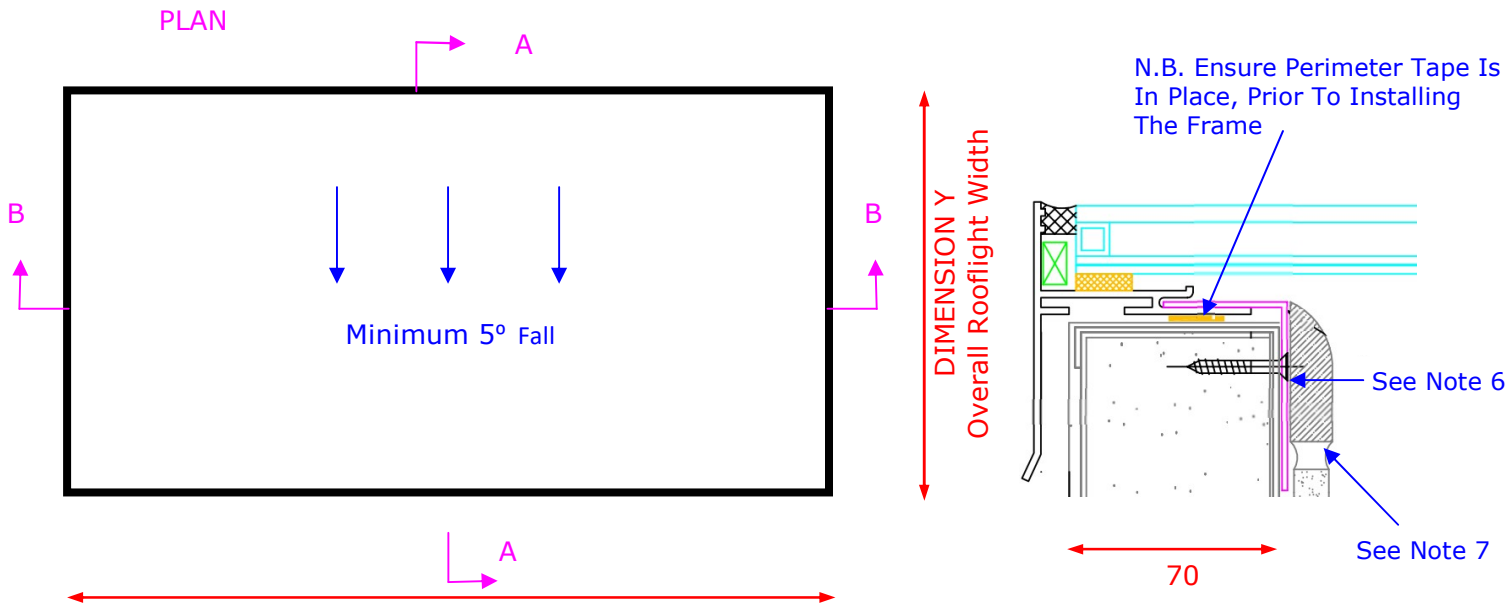 PLAN
A
N.B. Ensure Perimeter Tape Is
In Place, Prior To Installing
The Frame
B
B
DIMENSION Y
Overall Rooflight Width
Minimum 5º Fall
See Note 6
A
See Note 7
70